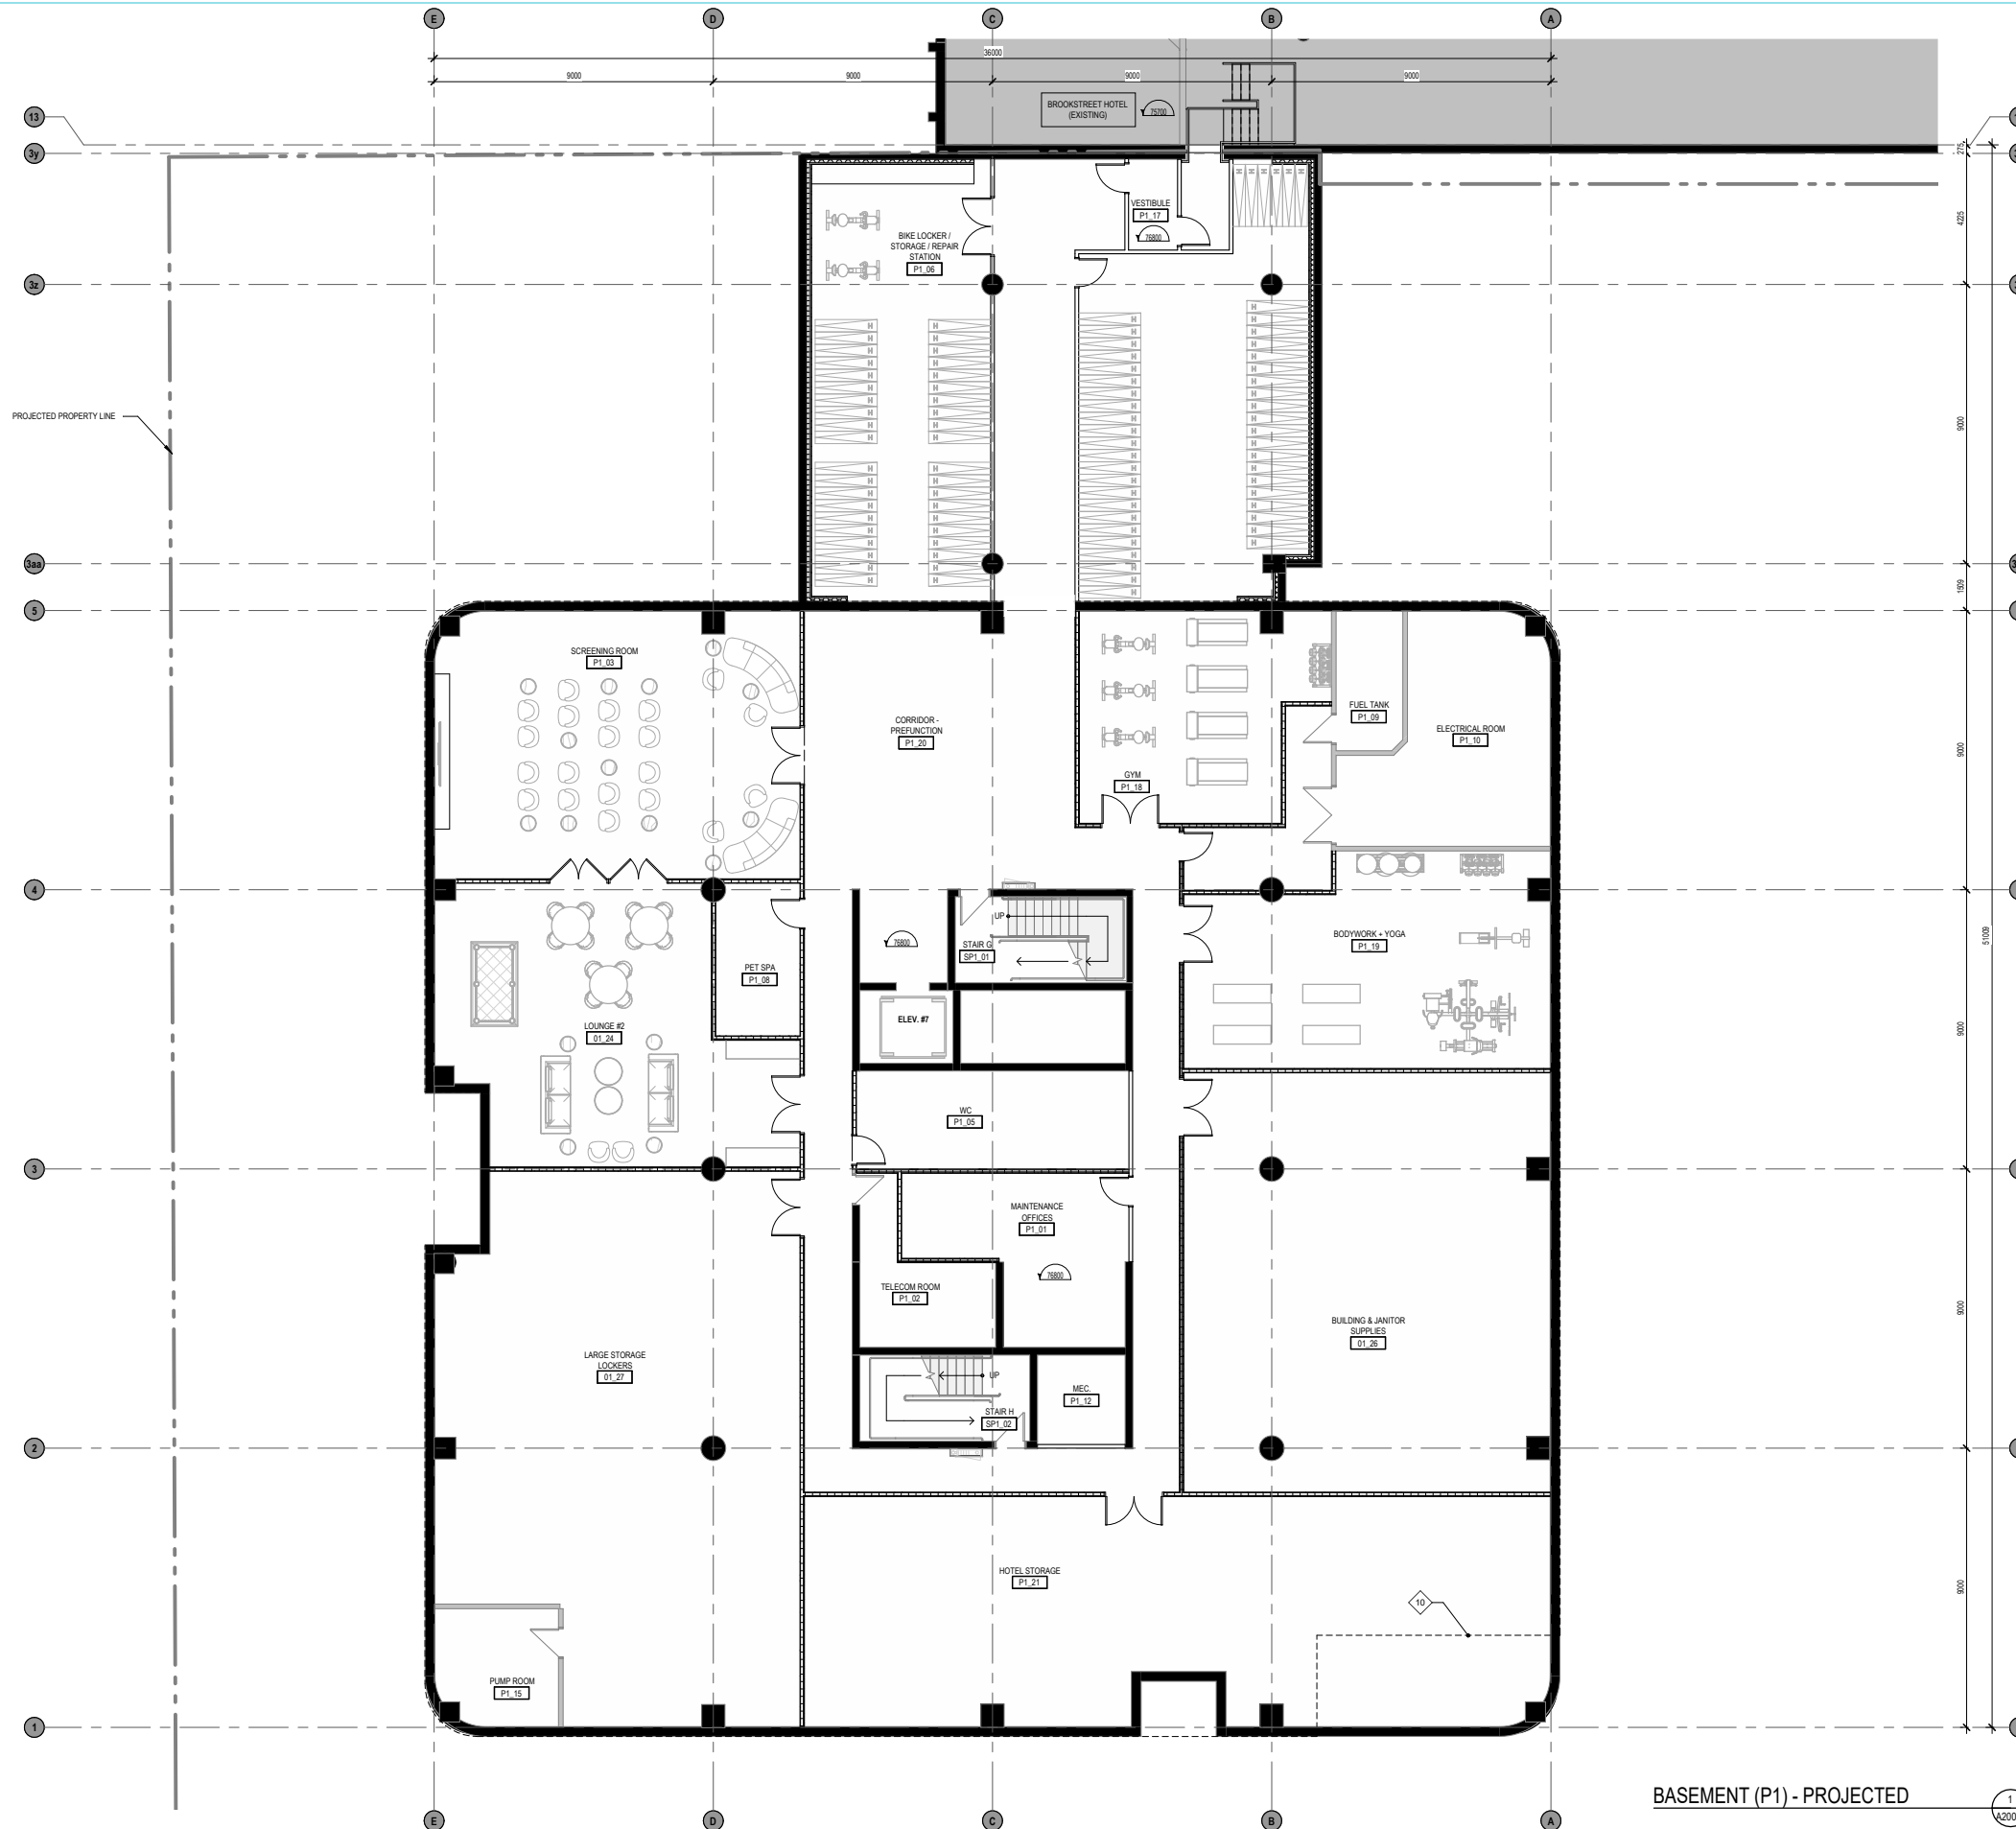 E
D
C
B
A
36000
9000
9000
9000
9000
BROOKSTREET HOTEL
(EXISTING)
75700
13
3y
275
VESTIBULE
P1_17
76800
4225
BIKE LOCKER /
STORAGE / REPAIR
STATION
P1_06
3z
PROJECTED PROPERTY LINE
9000
3aa
1509
5
SCREENING ROOM
P1_03
FUEL TANK
P1_09
CORRIDOR -
PREFUNCTION
P1_20
ELECTRICAL ROOM
P1_10
9000
GYM
P1_18
4
UP
STAIR G
SP1_01
76800
BODYWORK + YOGA
P1_19
51009
PET SPA
P1_08
ELEV. #7
LOUNGE #2
01_24
9000
WC
P1_05
3
MAINTENANCE
OFFICES
P1_01
76800
TELECOM ROOM
P1_02
9000
BUILDING & JANITOR
SUPPLIES
01_26
LARGE STORAGE
LOCKERS
01_27
UP
MEC.
P1_12
STAIR H
SP1_02
2
HOTEL STORAGE
P1_21
10
9000
PUMP ROOM
P1_15
1
BASEMENT (P1) - PROJECTED
1
A200
E
D
C
B
A